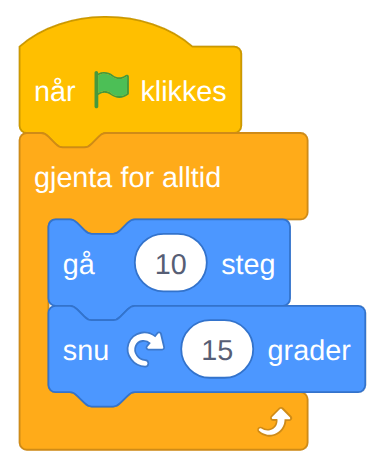 når klikkes
gjenta for alltid
gå 10 steg
snu 15 grader